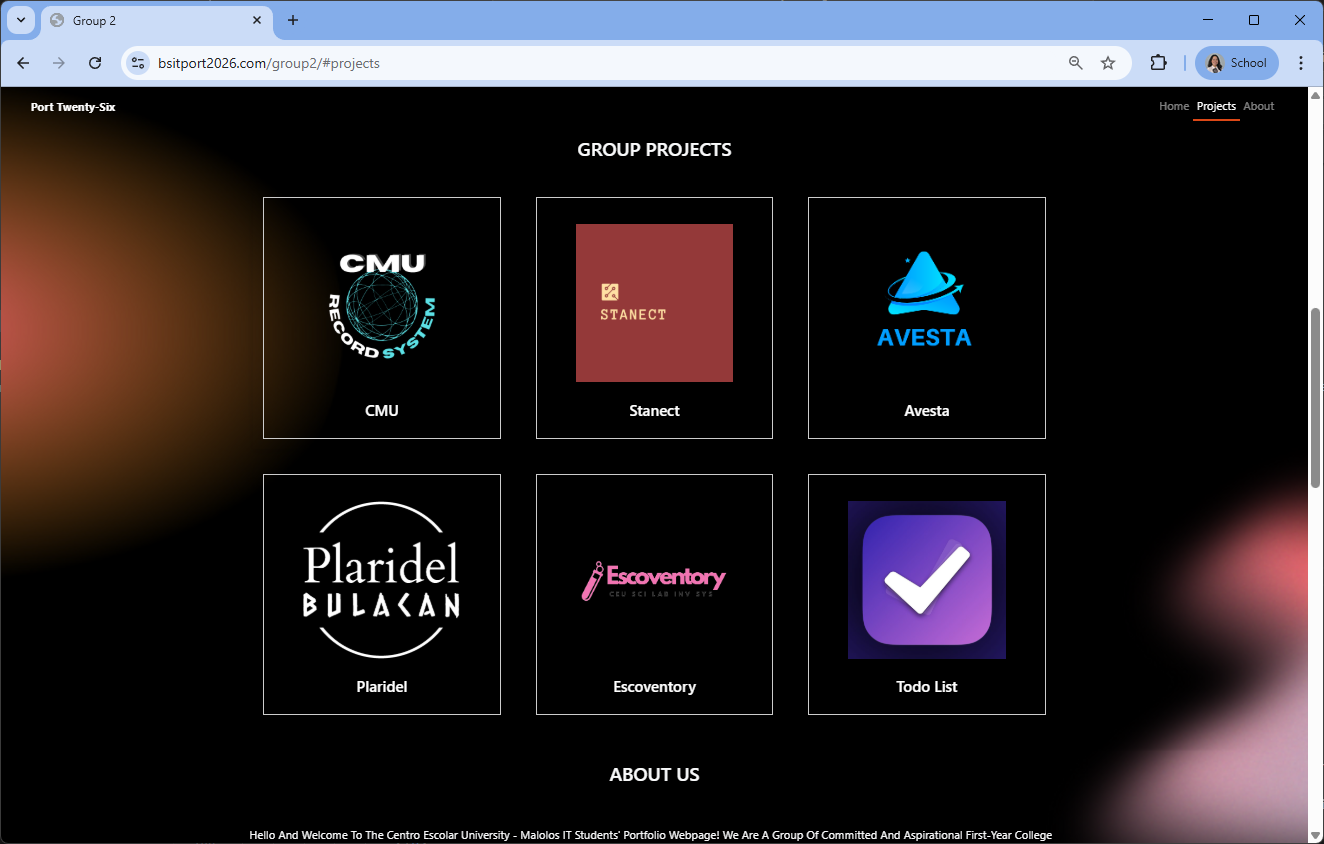 Group 2
bsitport2026.com/group2/#projects
School
Port Twenty-Six
Home Projects About
GROUP PROJECTS
CMU
RECORD SYSTEM
STANECT
AVESTA
CMU
Stanect
Avesta
Plaridel
BULACAN
Escoventory
CEU SCI LAB INV SYS
Plaridel
Escoventory
Todo List
ABOUT US
Hello And Welcome To The Centro Escolar University - Malolos IT Students' Portfolio Webpage! We Are A Group Of Committed And Aspirational First-Year College